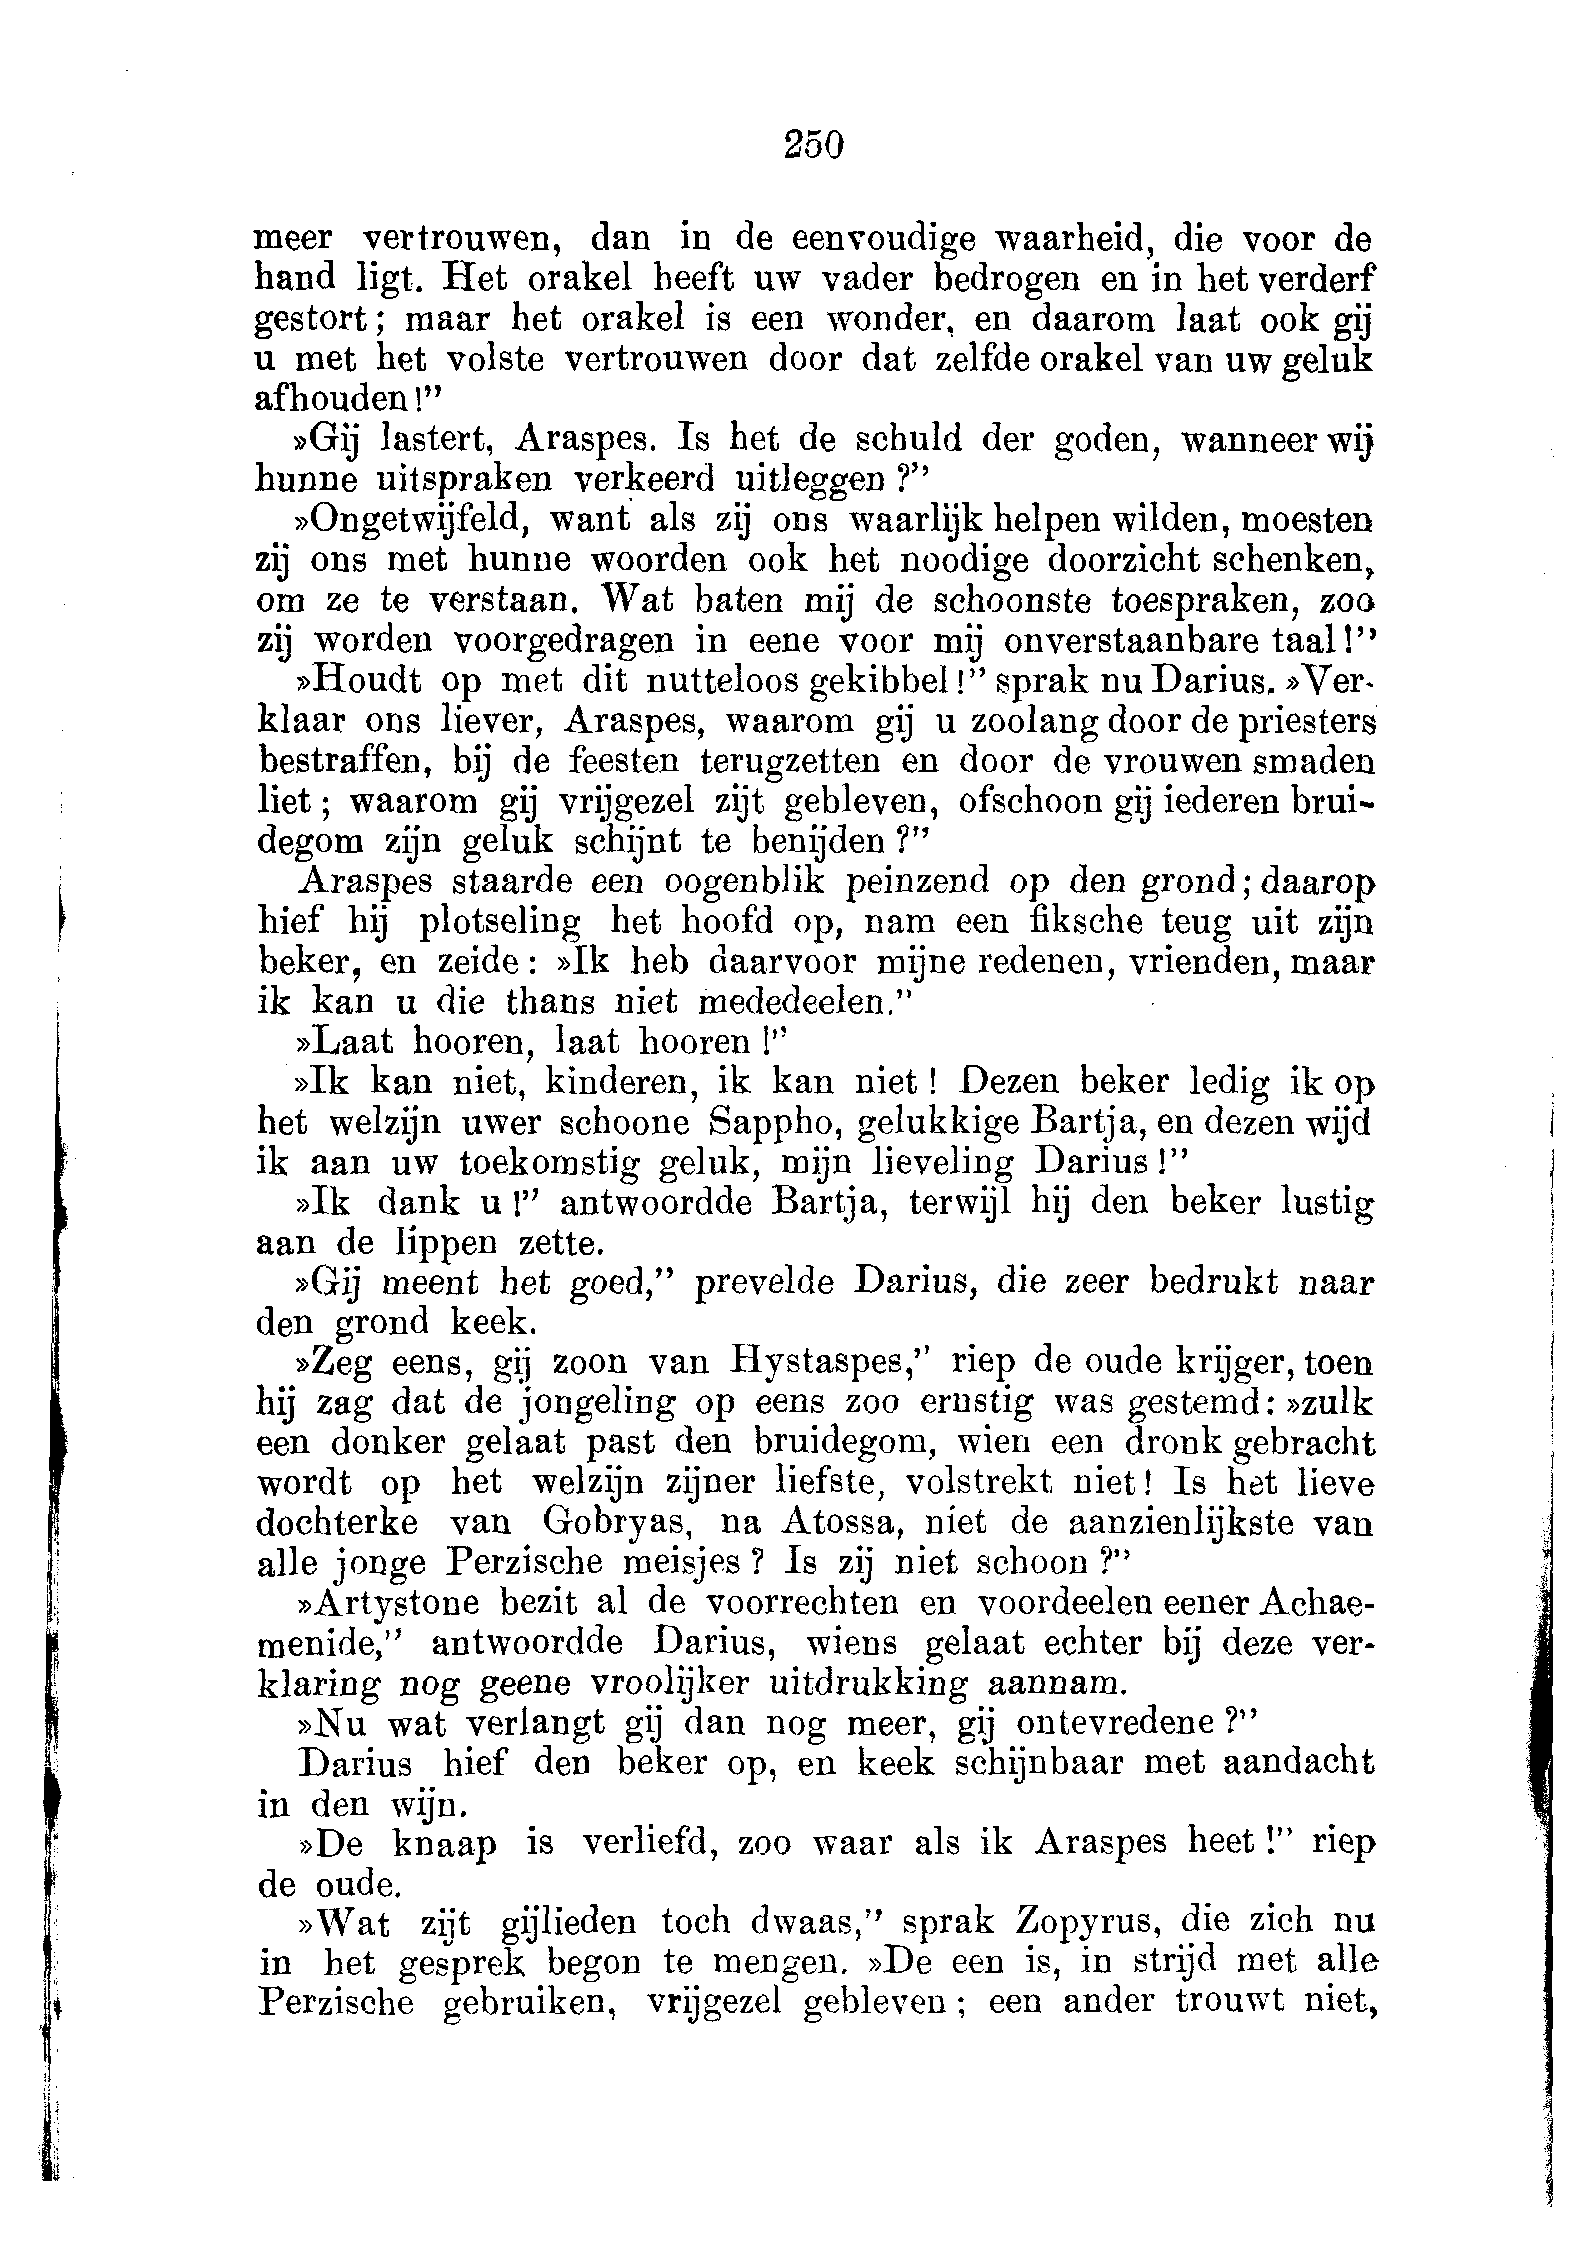 250
meer vertrouwen, dan in de eenvoudige waarheid, die voor de
hand ligt. Het orakel heeft uw vader bedrogen en in het verderf
gestort; maar het orakel is een wonder, en daarom laat ook gij
u met het volste vertrouwen door dat zelfde orakel van uw geluk
afhouden!”
»Gij lastert, Araspes. Is het de schuld der goden, wanneer wij
hunne uitspraken verkeerd uitleggen?”
»Ongetwijfeld, want als zij ons waarlijk helpen wilden, moesten
zij ons met hunne woorden ook het noodige doorzicht schenken,
om ze te verstaan. Wat baten mij de schoonste toespraken, zoo
zij worden voorgedragen in eene voor mij onverstaanbare taal!”
»Houdt op met dit nutteloos gekibbel!” sprak nu Darius. »Ver-
klaar ons liever, Araspes, waarom gij u zoolang door de priesters
bestraffen, bij de feesten terugzetten en door de vrouwen smaden
liet; waarom gij vrijgezel zijt gebleven, ofschoon gij iederen brui-
degom zijn geluk schijnt te benijden?”
Araspes staarde een oogenblik peinzend op den grond; daarop
hief hij plotseling het hoofd op, nam een fiksche teug uit zijn
beker, en zeide: »Ik heb daarvoor mijne redenen, vrienden, maar
ik kan u die thans niet mededeelen.”
»Laat hooren, laat hooren!”
»Ik kan niet, kinderen, ik kan niet! Dezen beker ledig ik op
het welzijn uwer schoone Sappho, gelukkige Bartja, en dezen wijd
ik aan uw toekomstig geluk, mijn lieveling Darius!”
»Ik dank u!” antwoordde Bartja, terwijl hij den beker lustig
aan de lippen zette.
»Gij meent het goed,” prevelde Darius, die zeer bedrukt naar
den grond keek.
»Zeg eens, gij zoon van Hystaspes,” riep de oude krijger, toen
hij zag dat de jongeling op eens zoo ernstig was gestemd: »zulk
een donker gelaat past den bruidegom, wien een dronk gebracht
wordt op het welzijn zijner liefste, volstrekt niet! Is het lieve
dochterke van Gobryas, na Atossa, niet de aanzienlijkste van
alle jonge Perzische meisjes? Is zij niet schoon?”
»Artystone bezit al de voorrechten en voordeelen eener Achae-
menide,” antwoordde Darius, wiens gelaat echter bij deze ver-
klaring nog geene vroolijker uitdrukking aannam.
»Nu wat verlangt gij dan nog meer, gij ontevredene?”
Darius hief den beker op, en keek schijnbaar met aandacht
in den wijn.
»De knaap is verliefd, zoo waar als ik Araspes heet!” riep
de oude.
»Wat zijt gijlieden toch dwaas,” sprak Zopyrus, die zich nu
in het gesprek begon te mengen. »De een is, in strijd met alle
Perzische gebruiken, vrijgezel gebleven; een ander trouwt niet,